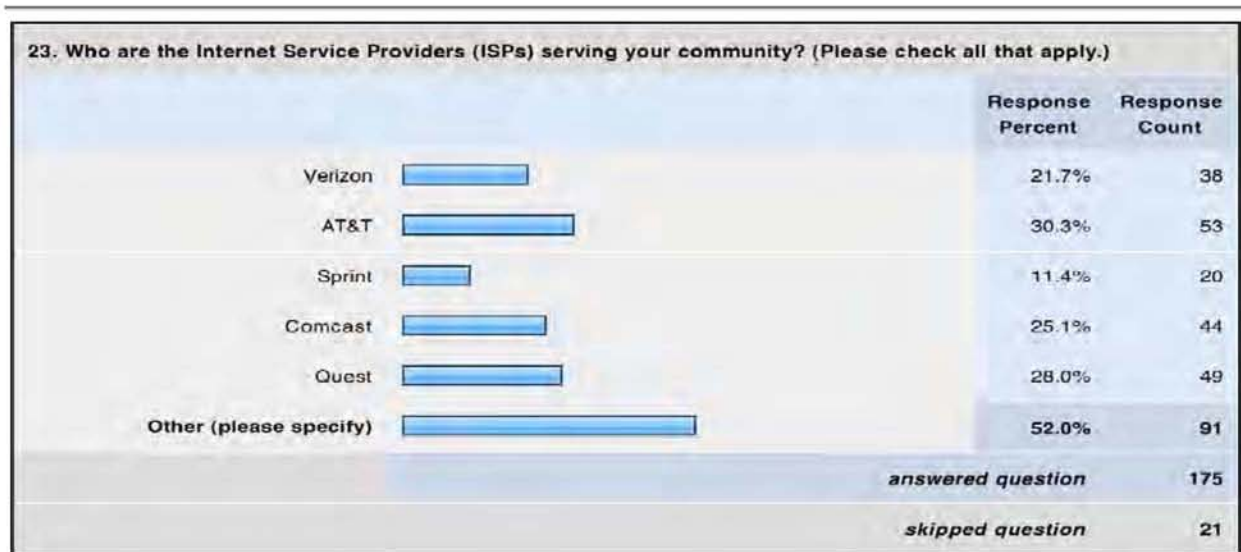 23. Who are the Internet Service Providers (ISPs) serving your community? (Please check all that apply.)
Response Percent Response Count
Verizon 21.7% 38
AT&T 30.3% 53
Sprint 11.4% 20
Comcast 25.1% 44
Quest 28.0% 49
Other (please specify) 52.0% 91
answered question 175
skipped question 21